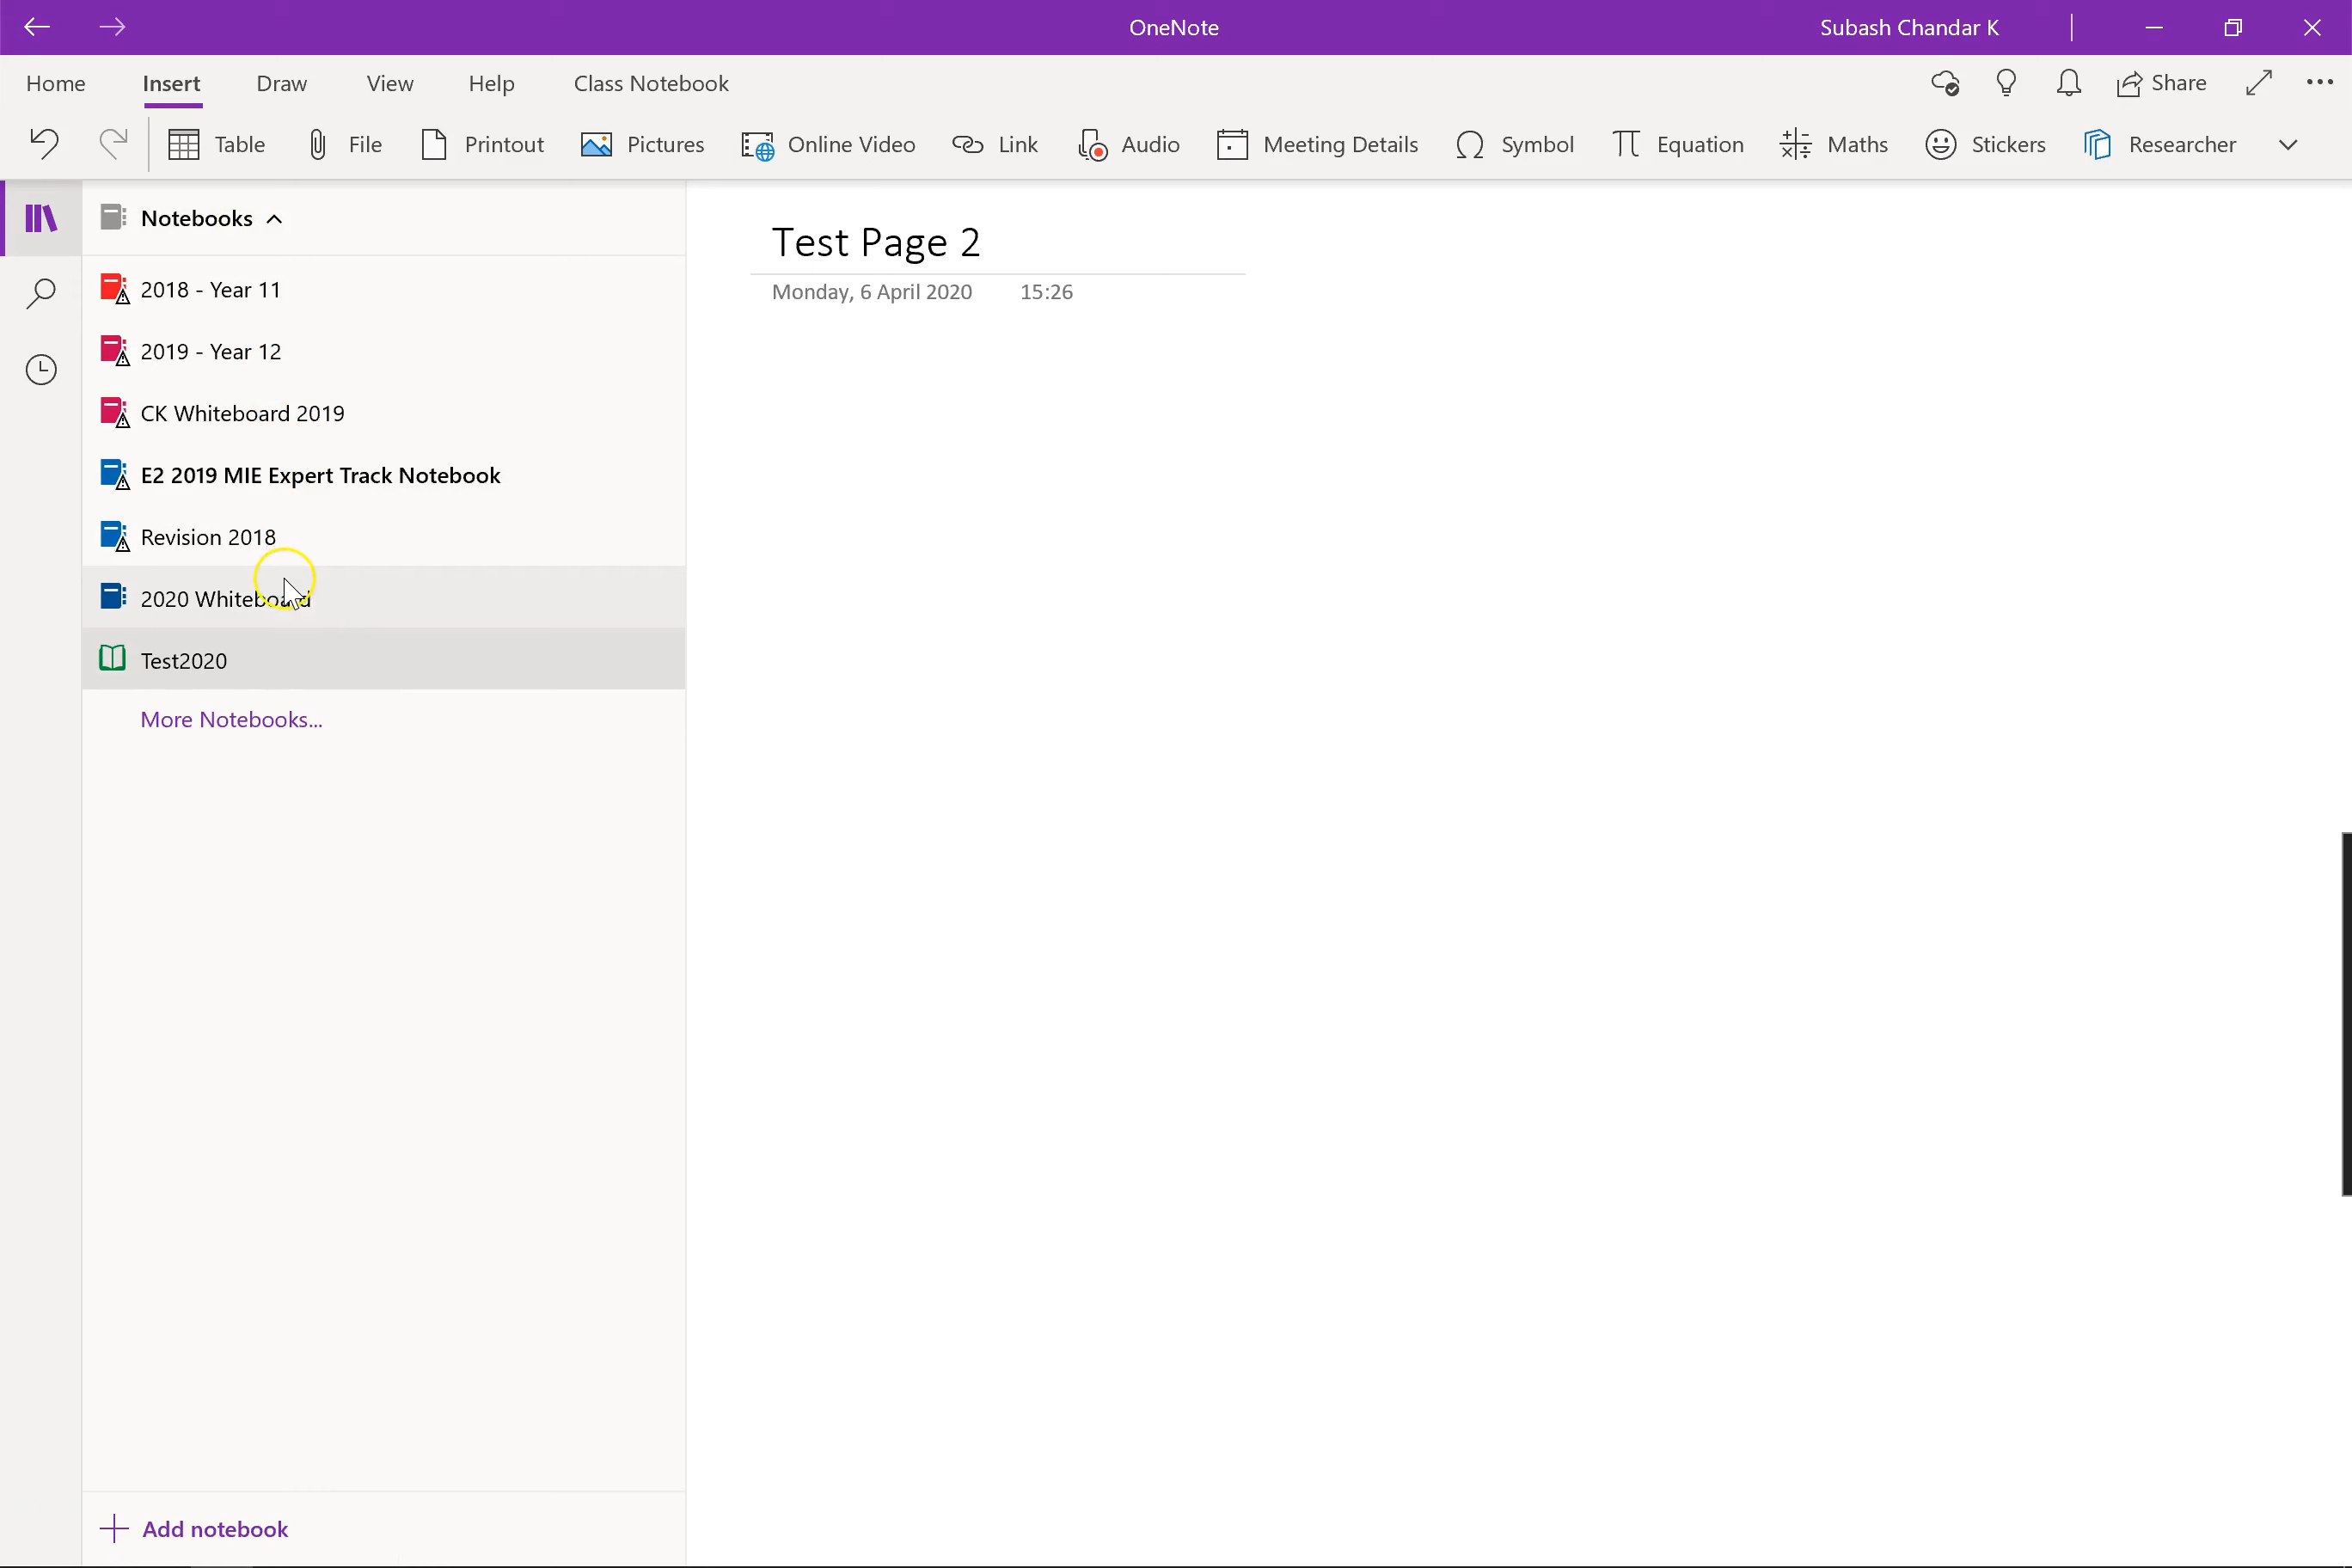 OneNote
Subash Chandar K
Home Insert Draw View Help Class Notebook Share
Table File Printout Pictures Online Video Link Audio Meeting Details Symbol Equation Maths Stickers Researcher
Notebooks
2018 - Year 11
2019 - Year 12
CK Whiteboard 2019
E2 2019 MIE Expert Track Notebook
Revision 2018
2020 Whiteboard
Test2020
More Notebooks...
Add notebook
Test Page 2
Monday, 6 April 2020 15:26